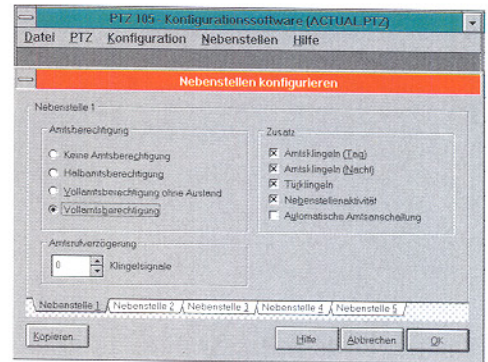 PTZ 105 - Konfigurationssoftware (ACTUAL.PTZ)
Datei PTZ Konfiguration Nebenstellen Hilfe
Nebenstellen konfigurieren
Nebenstelle 1
Amtsberechtigung
Keine Amtsberechtigung
Halbamtsberechtigung
Vollamtsberechtigung ohne Ausland
Vollamtsberechtigung
Zusatz
Amtsklingeln (Tag)
Amtsklingeln (Nacht)
Türklingeln
Nebenstellenaktivität
Automatische Amtsanschaltung
Amtsrufverzögerung
0 Klingelsignale
Nebenstelle 1 Nebenstelle 2 Nebenstelle 3 Nebenstelle 4 Nebenstelle 5
Kopieren... Hilfe Abbrechen OK